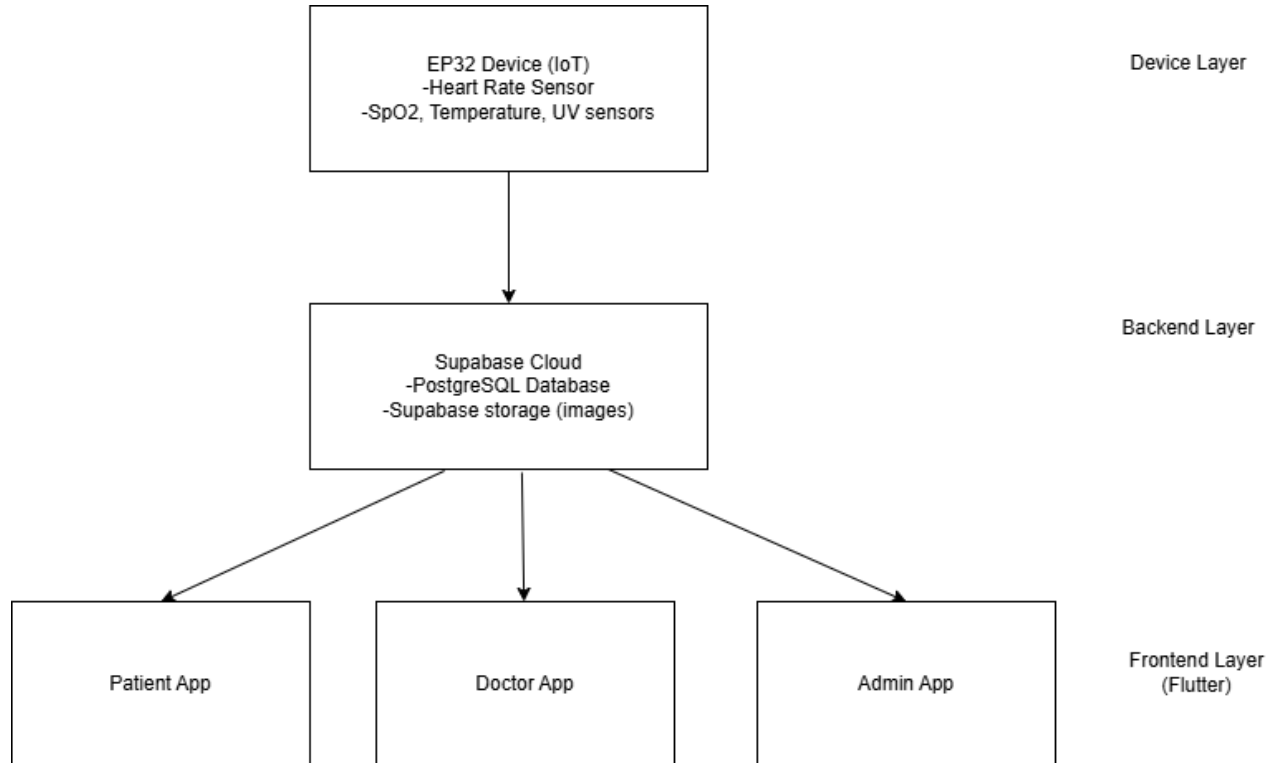 EP32 Device (IoT)
-Heart Rate Sensor
-SpO2, Temperature, UV sensors
Device Layer
Supabase Cloud
-PostgreSQL Database
-Supabase storage (images)
Backend Layer
Patient App
Doctor App
Admin App
Frontend Layer
(Flutter)